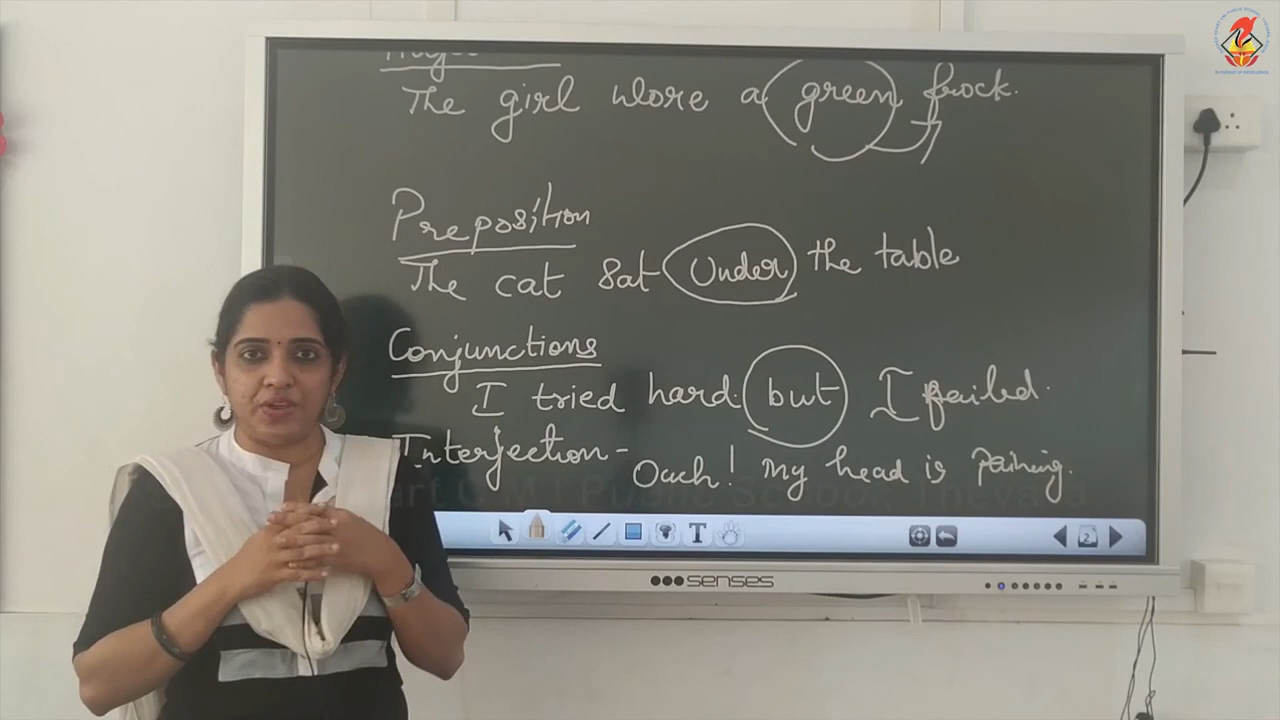 The girl wore a green frock.
Preposition
The cat sat under the table
Conjunctions
I tried hard but I failed.
Interjection - Ouch! My head is paining.
senses
T
2